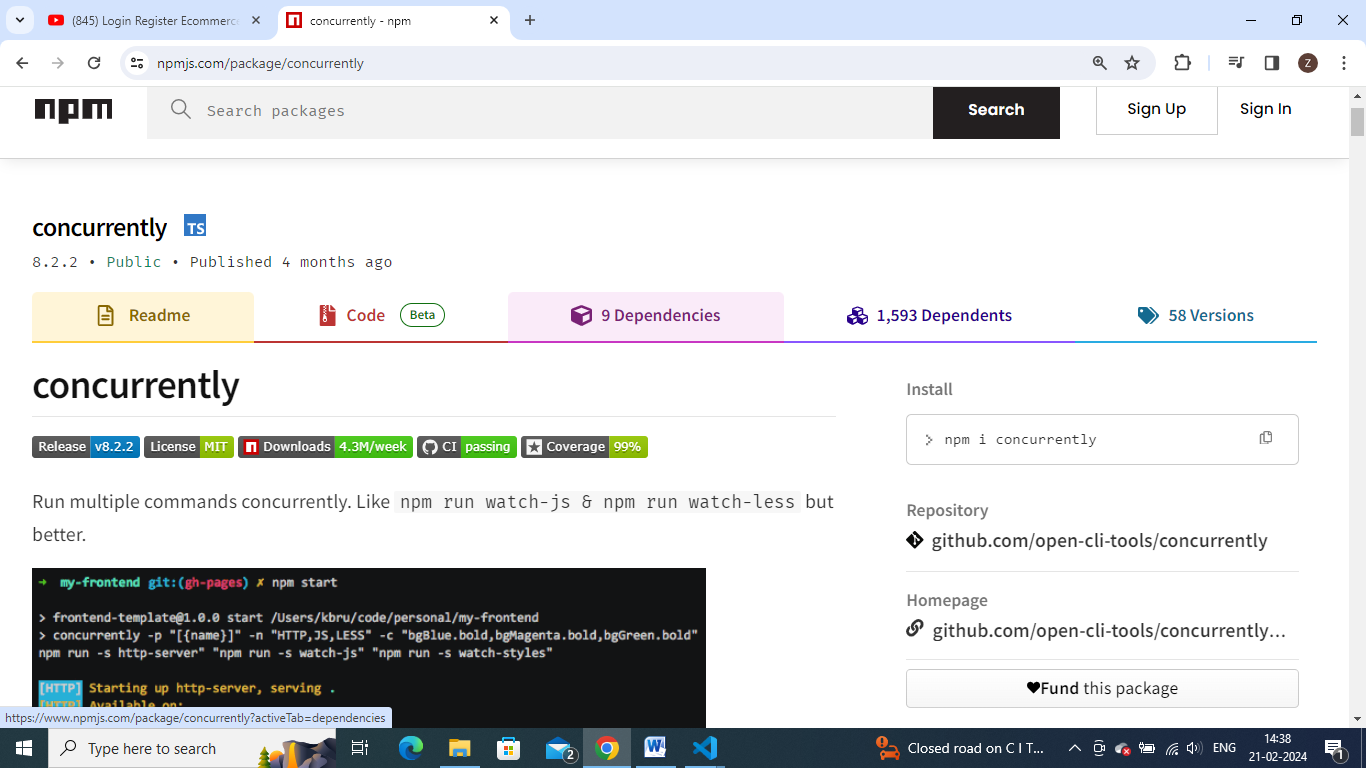 (845) Login Register Ecommerce
concurrently - npm
npmjs.com/package/concurrently
Z
npm
Search packages
Search
Sign Up
Sign In
concurrently TS
8.2.2 • Public • Published 4 months ago
Readme
Code Beta
9 Dependencies
1,593 Dependents
58 Versions
concurrently
Install
> npm i concurrently
Release v8.2.2 License MIT Downloads 4.3M/week CI passing Coverage 99%
Run multiple commands concurrently. Like npm run watch-js & npm run watch-less but
better.
Repository
github.com/open-cli-tools/concurrently
Homepage
github.com/open-cli-tools/concurrently…
Fund this package
→ my-frontend git:(gh-pages) ✗ npm start
> frontend-template@1.0.0 start /Users/kbru/code/personal/my-frontend
> concurrently -p "[{name}]" -n "HTTP,JS,LESS" -c "bgBlue.bold,bgMagenta.bold,bgGreen.bold"
npm run -s http-server" "npm run -s watch-js" "npm run -s watch-styles"
[HTTP] Starting up http-server, serving .
[HTTP] Available on:
https://www.npmjs.com/package/concurrently?activeTab=dependencies
Type here to search
2
Closed road on C I T...
ENG
14:38
21-02-2024
1